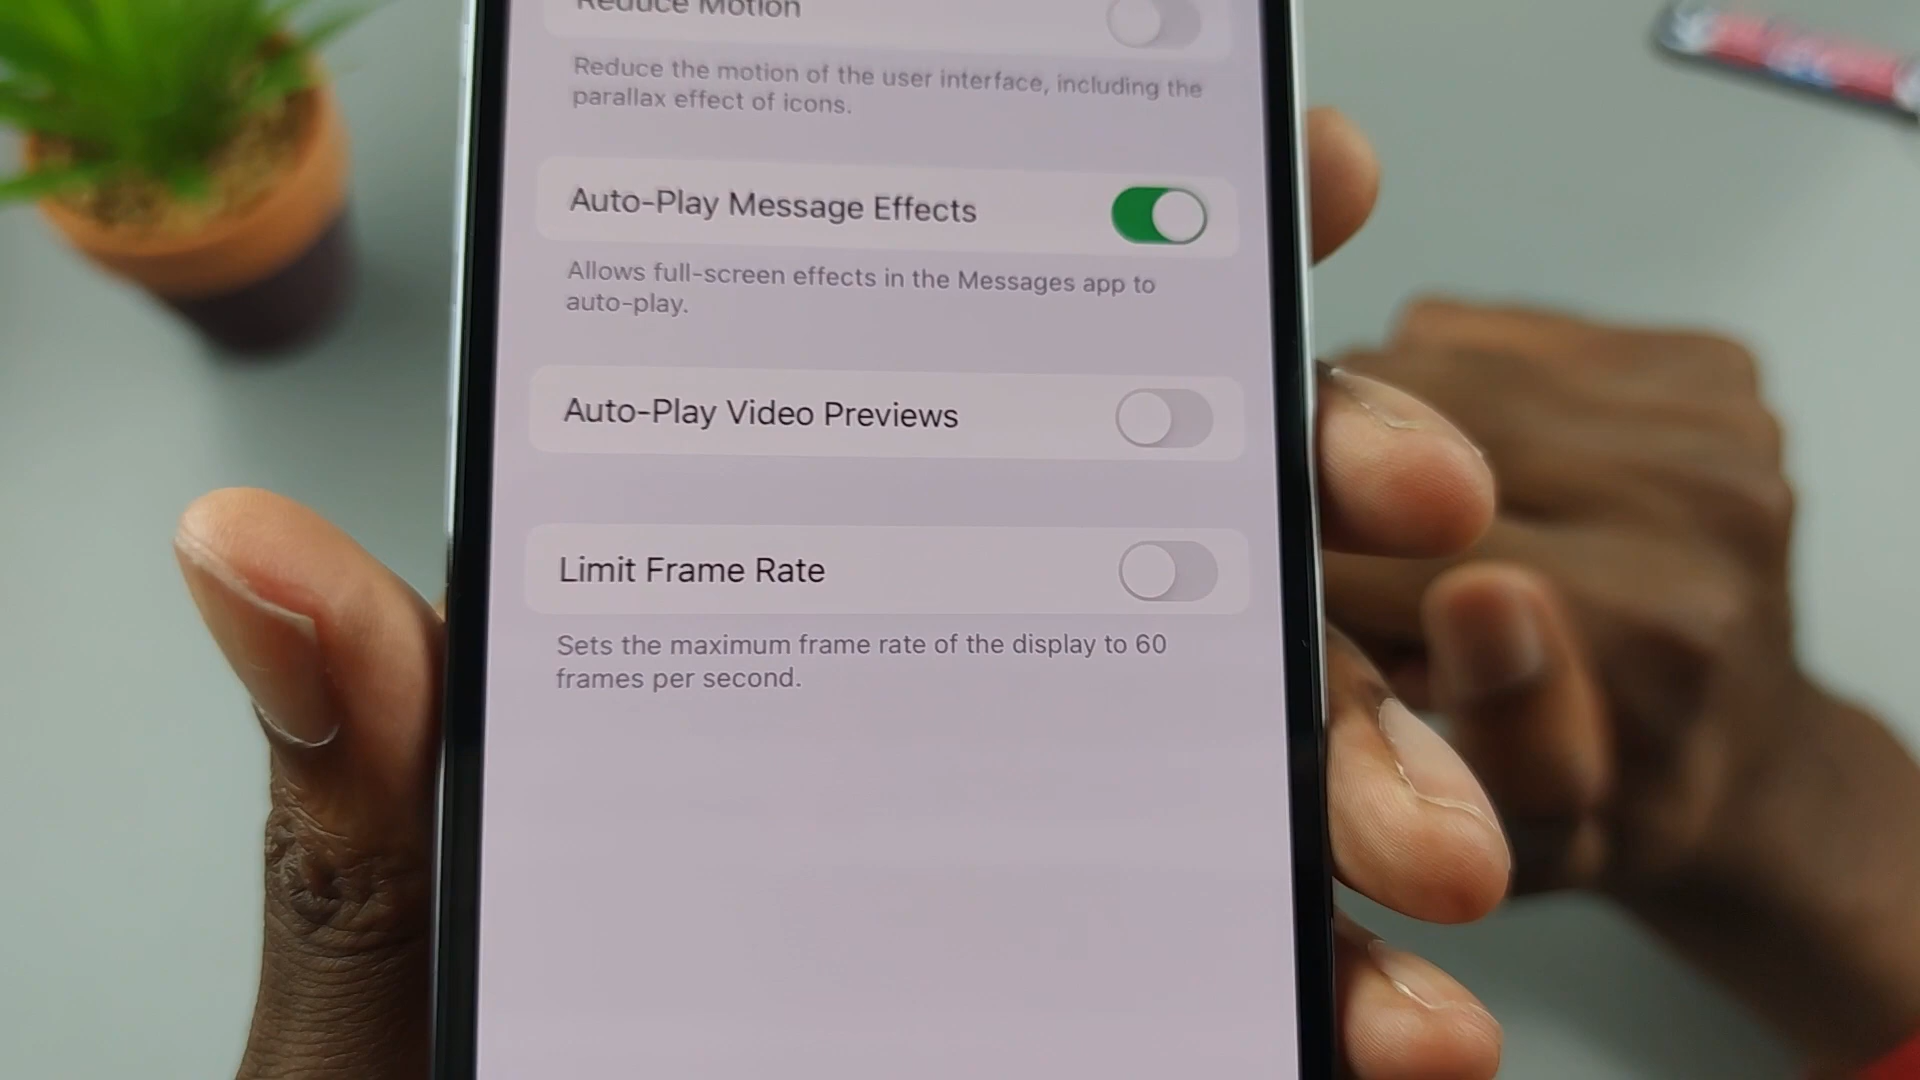 Reduce Motion
Reduce the motion of the user interface, including the
parallax effect of icons.
Auto-Play Message Effects
Allows full-screen effects in the Messages app to
auto-play.
Auto-Play Video Previews
Limit Frame Rate
Sets the maximum frame rate of the display to 60
frames per second.